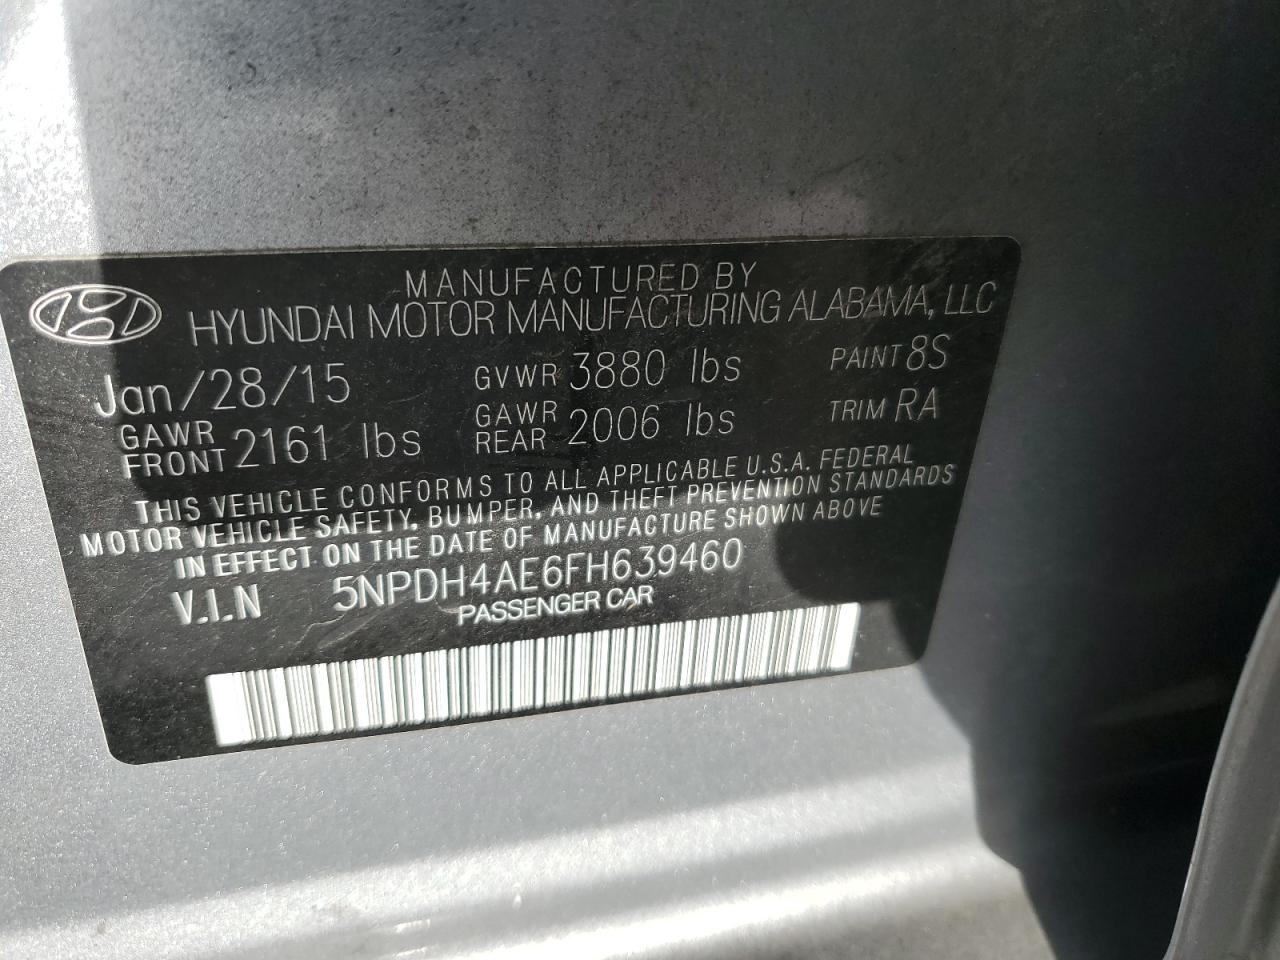 MANUFACTURED BY
HYUNDAI MOTOR MANUFACTURING ALABAMA, LLC
Jan/28/15 GVWR 3880 lbs PAINT 8S
GAWR FRONT 2161 lbs GAWR REAR 2006 lbs TRIM RA
THIS VEHICLE CONFORMS TO ALL APPLICABLE U.S.A. FEDERAL
MOTOR VEHICLE SAFETY, BUMPER, AND THEFT PREVENTION STANDARDS
IN EFFECT ON THE DATE OF MANUFACTURE SHOWN ABOVE
V.I.N 5NPDH4AE6FH639460
PASSENGER CAR